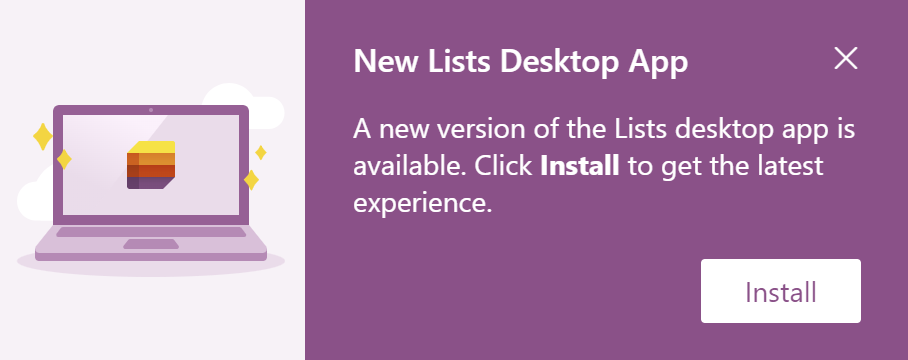 New Lists Desktop App
A new version of the Lists desktop app is
available. Click Install to get the latest
experience.
Install